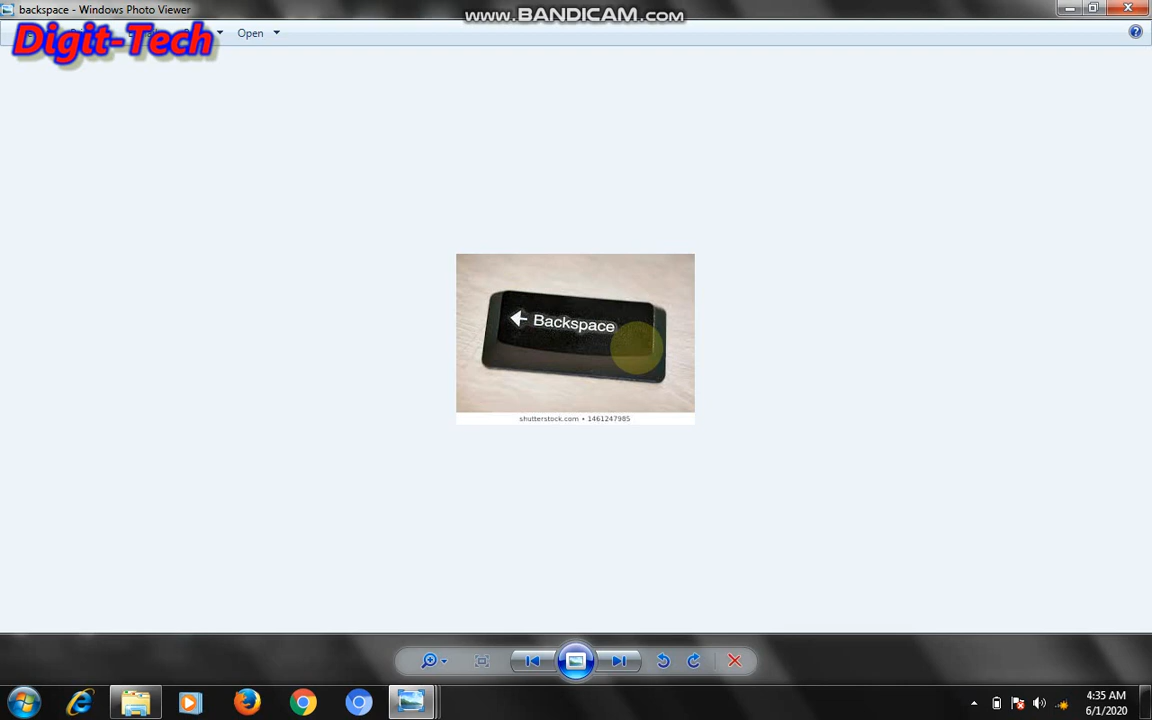 backspace - Windows Photo Viewer
www.BANDICAM.com
Digit-Tech
Open
Backspace
shutterstock.com • 1461247985
4:35 AM
6/1/2020